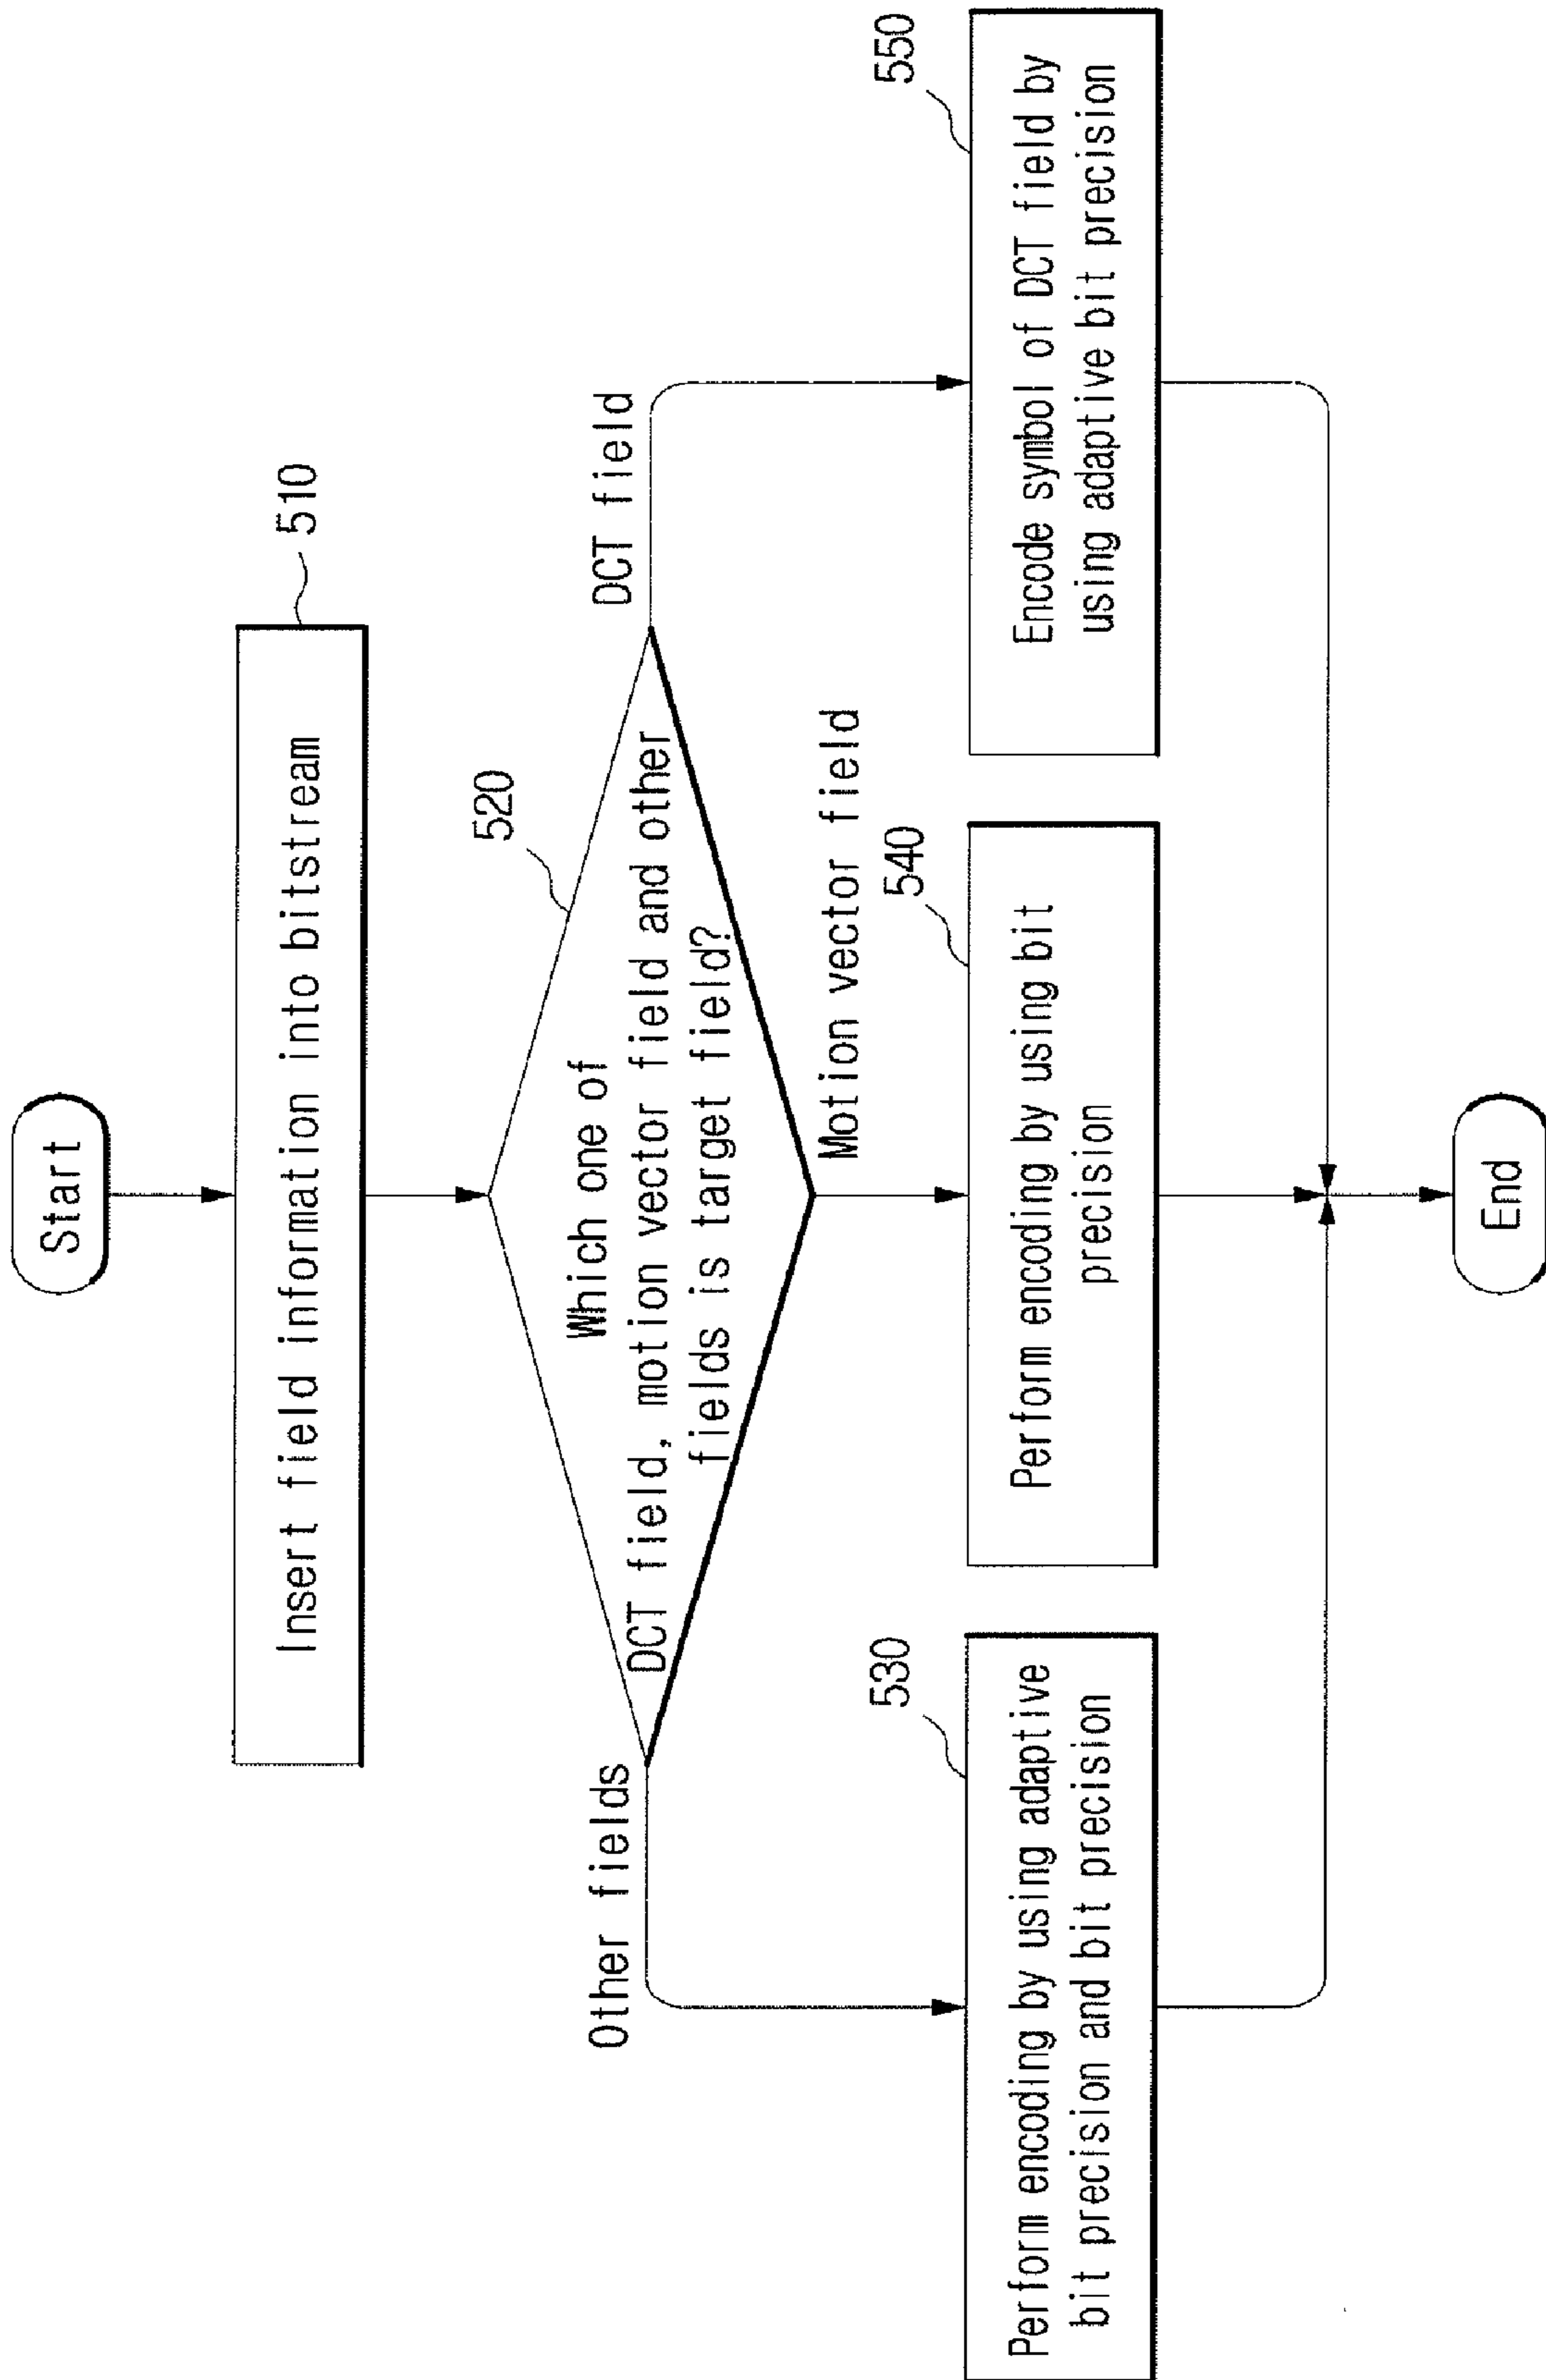 Start
Insert field information into bitstream
510
Which one of
DCT field, motion vector field and other
fields is target field?
520
Other fields
DCT field
Motion vector field
530
Perform encoding by using adaptive
bit precision and bit precision
540
Perform encoding by using bit
precision
550
Encode symbol of DCT field by
using adaptive bit precision
End